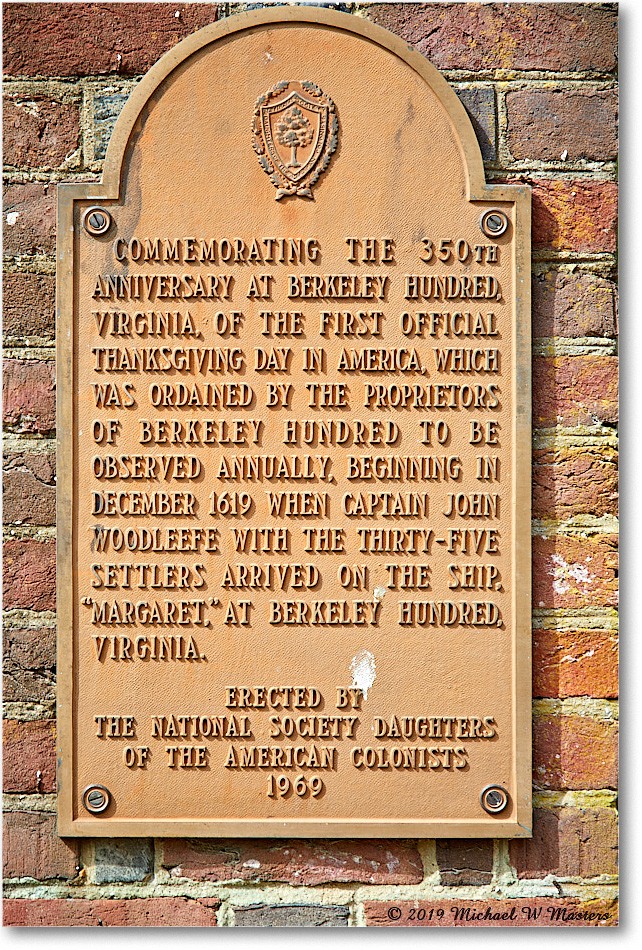 COMMEMORATING THE 350TH
ANNIVERSARY AT BERKELEY HUNDRED,
VIRGINIA, OF THE FIRST OFFICIAL
THANKSGIVING DAY IN AMERICA, WHICH
WAS ORDAINED BY THE PROPRIETORS
OF BERKELEY HUNDRED TO BE
OBSERVED ANNUALLY, BEGINNING IN
DECEMBER 1619 WHEN CAPTAIN JOHN
WOODLEEFE WITH THE THIRTY-FIVE
SETTLERS ARRIVED ON THE SHIP,
"MARGARET," AT BERKELEY HUNDRED,
VIRGINIA.
ERECTED BY
THE NATIONAL SOCIETY DAUGHTERS
OF THE AMERICAN COLONISTS
1969
© 2019 Michael W Masters